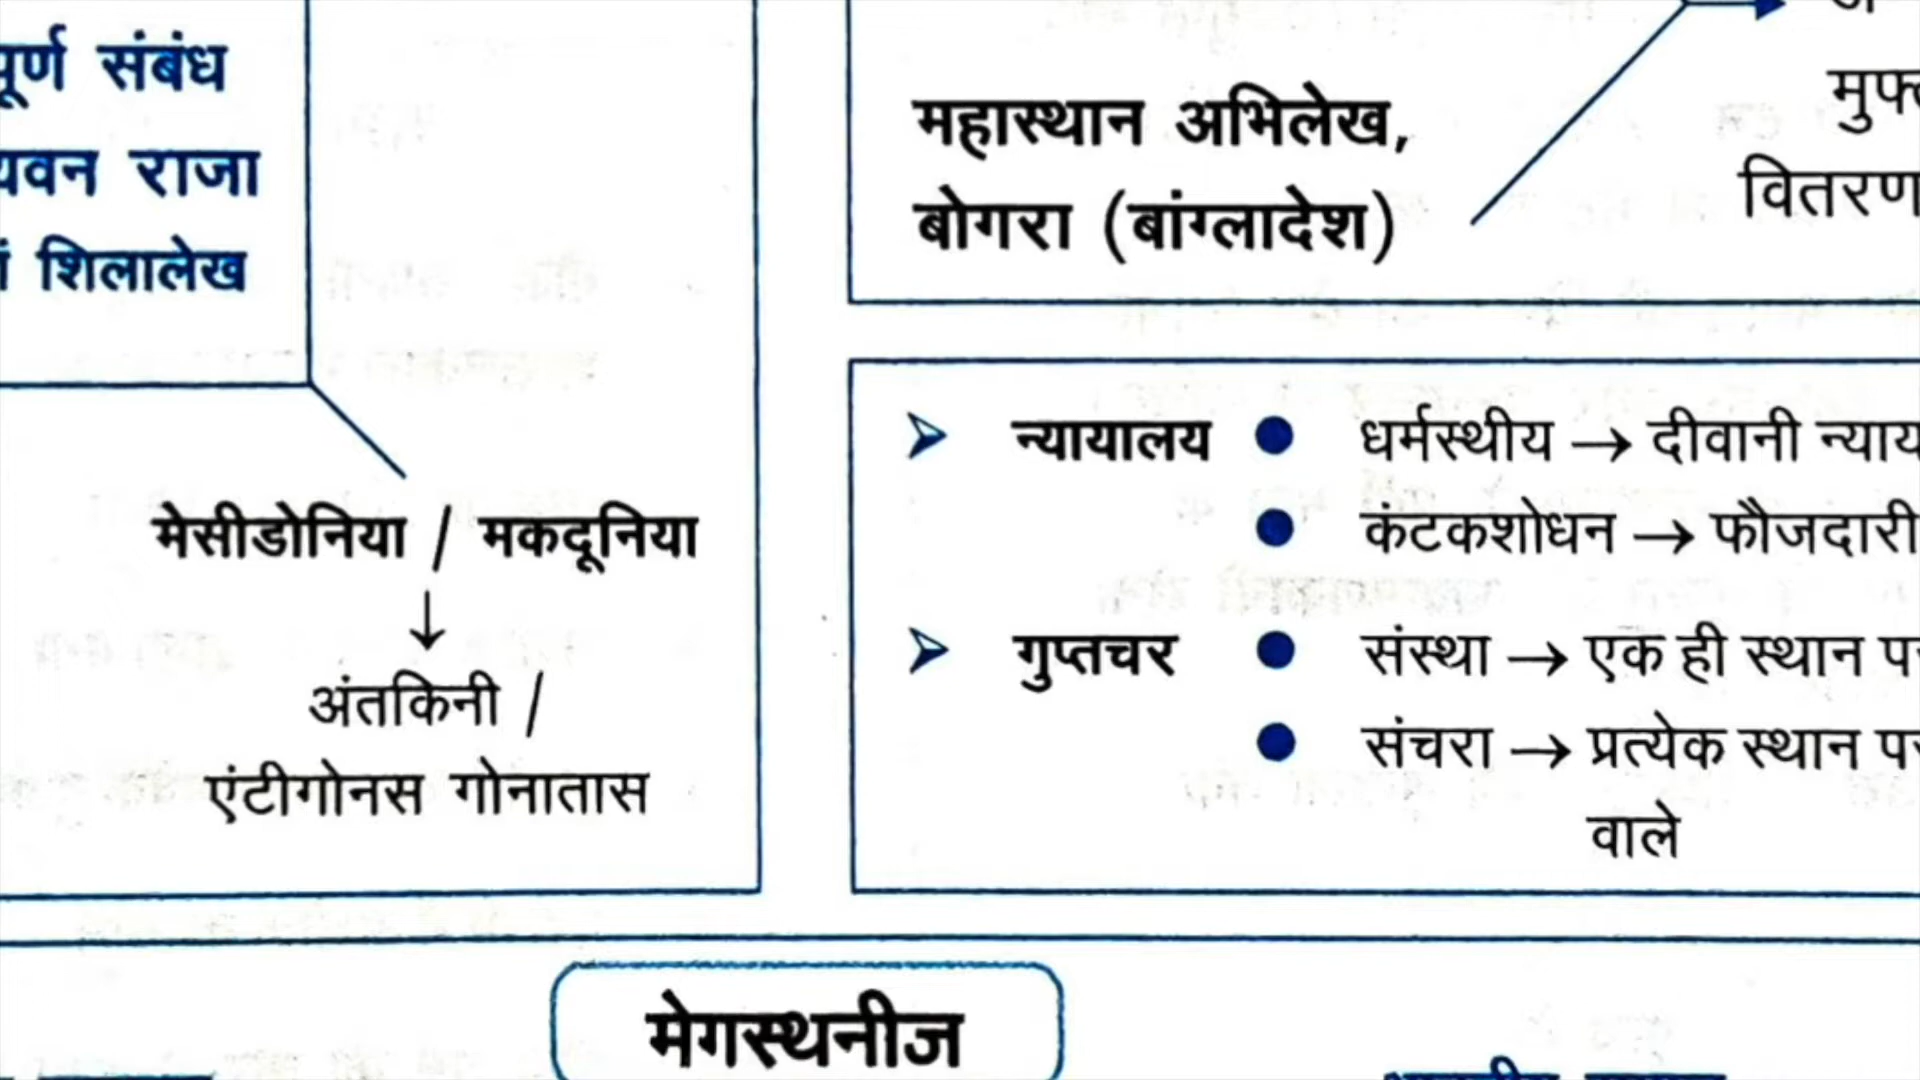 संबंध
राजा
शिलालेख
मेसीडोनिया / मकदूनिया
↓
अंतकिनी /
एंटीगोनस गोनातास
महास्थान अभिलेख,
बोगरा (बांग्लादेश)
वितरण
➢ न्यायालय ● धर्मस्थीय → दीवानी
● कंटकशोधन → फौजदारी
➢ गुप्तचर ● संस्था → एक ही स्थान
● संचरा → प्रत्येक स्थान
वाले
मेगस्थनीज